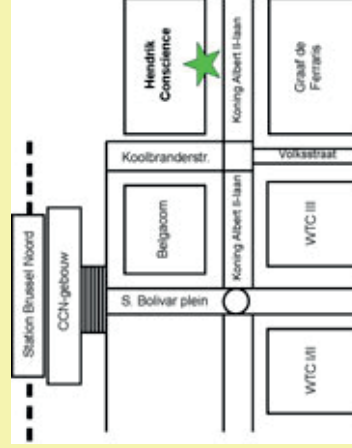 Station Brussel Noord
CCN-gebouw
S. Bolivar plein
Koolbranderstr.
Belgacom
Hendrik
Conscience
Koning Albert II-laan
Koning Albert II-laan
Graaf de
Ferraris
Volksstraat
WTC III
WTC I/II